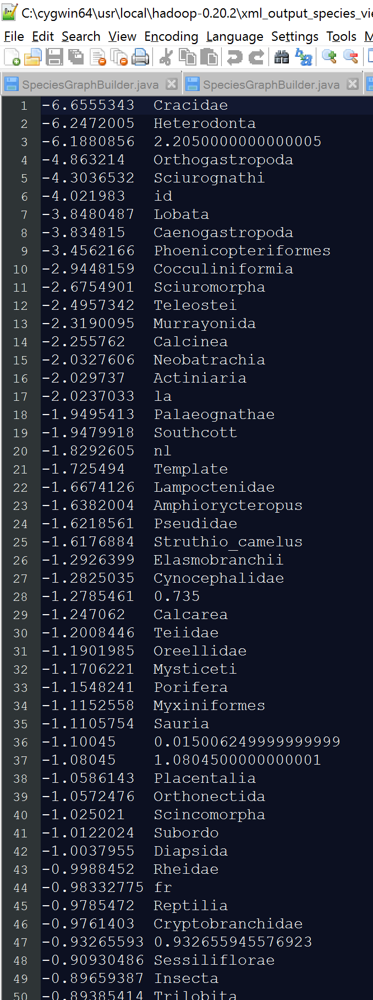 C:\cygwin64\usr\local\hadoop-0.20.2\xml_output_species_vi
File Edit Search View Encoding Language Settings Tools M
SpeciesGraphBuilder.java SpeciesGraphBuilder.java
1 -6.6555343 Cracidae
2 -6.2472005 Heterodonta
3 -6.1880856 2.2050000000000005
4 -4.863214 Orthogastropoda
5 -4.3036532 Sciurognathi
6 -4.021983 id
7 -3.8480487 Lobata
8 -3.834815 Caenogastropoda
9 -3.4562166 Phoenicopteriformes
10 -2.9448159 Cocculiniformia
11 -2.6754901 Sciuromorpha
12 -2.4957342 Teleostei
13 -2.3190095 Murrayonida
14 -2.255762 Calcinea
15 -2.0327606 Neobatrachia
16 -2.029737 Actiniaria
17 -2.0237033 la
18 -1.9495413 Palaeognathae
19 -1.9479918 Southcott
20 -1.8292605 nl
21 -1.725494 Template
22 -1.6674126 Lampoctenidae
23 -1.6382004 Amphiorycteropus
24 -1.6218561 Pseudidae
25 -1.6176884 Struthio_camelus
26 -1.2926399 Elasmobranchii
27 -1.2825035 Cynocephalidae
28 -1.2785461 0.735
29 -1.247062 Calcarea
30 -1.2008446 Teiidae
31 -1.1901985 Oreellidae
32 -1.1706221 Mysticeti
33 -1.1548241 Porifera
34 -1.1152558 Myxiniformes
35 -1.1105754 Sauria
36 -1.10045 0.015006249999999999
37 -1.08045 1.0804500000000001
38 -1.0586143 Placentalia
39 -1.0572476 Orthonectida
40 -1.025021 Scincomorpha
41 -1.0122024 Subordo
42 -1.0037955 Diapsida
43 -0.9988452 Rheidae
44 -0.98332775 fr
45 -0.9785472 Reptilia
46 -0.9761403 Cryptobranchidae
47 -0.93265593 0.932655945576923
48 -0.90930486 Sessiliflorae
49 -0.89659387 Insecta
50 -0.89385414 Trilobita